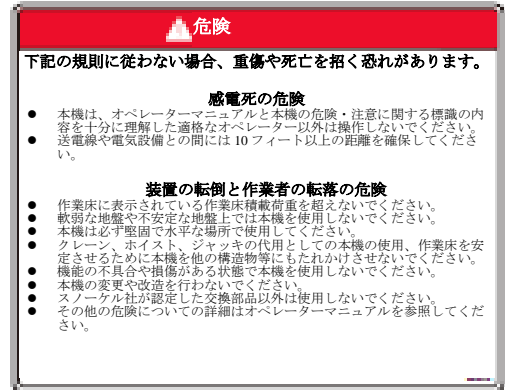 危険
下記の規則に従わない場合、重傷や死亡を招く恐れがあります。
感電死の危険
● 本機は、オペレーターマニュアルと本機の危険・注意に関する標識の内
容を十分に理解した適格なオペレーター以外は操作しないでください。
● 送電線や電気設備との間には 10 フィート以上の距離を確保してくださ
い。
装置の転倒と作業者の転落の危険
● 作業床に表示されている作業床積載荷重を超えないでください。
● 軟弱な地盤や不安定な地盤上では本機を使用しないでください。
● 本機は必ず堅固で水平な場所で使用してください。
● クレーン、ホイスト、ジャッキの代用としての本機の使用、作業床を安
定させるために本機を他の構造物等にもたれかけさせないでください。
● 機能の不具合や損傷がある状態で本機を使用しないでください。
● 本機の変更や改造を行わないでください。
● スノーケル社が認定した交換部品以外は使用しないでください。
● その他の危険についての詳細はオペレーターマニュアルを参照してくだ
さい。